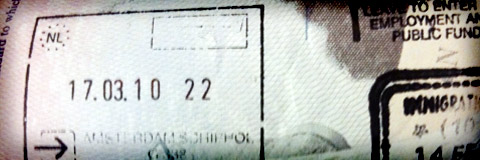 NL
17.03.10 22
AMSTERDAM SCHIPHOL
LEAVE TO ENTER
EMPLOYMENT AN
PUBLIC FUND
IMMIGRATI